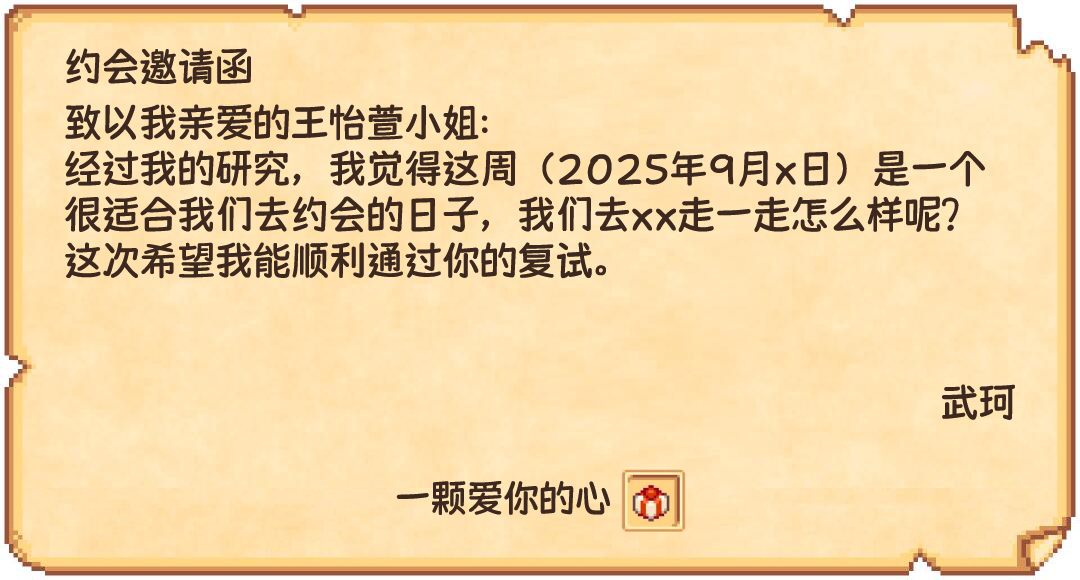 约会邀请函
致以我亲爱的王怡萱小姐:
经过我的研究，我觉得这周（2025年9月x日）是一个
很适合我们去约会的日子，我们去xx走一走怎么样呢?
这次希望我能顺利通过你的复试。
武珂
一颗爱你的心